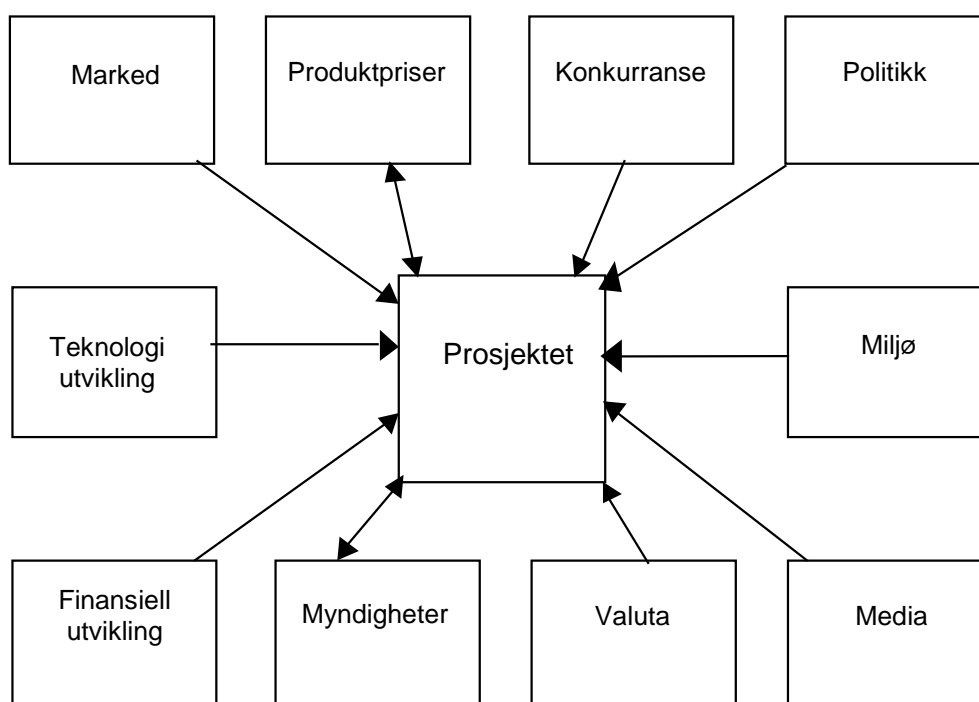 Marked
Produktpriser
Konkurranse
Politikk
Teknologi
utvikling
Prosjektet
Miljø
Finansiell
utvikling
Myndigheter
Valuta
Media